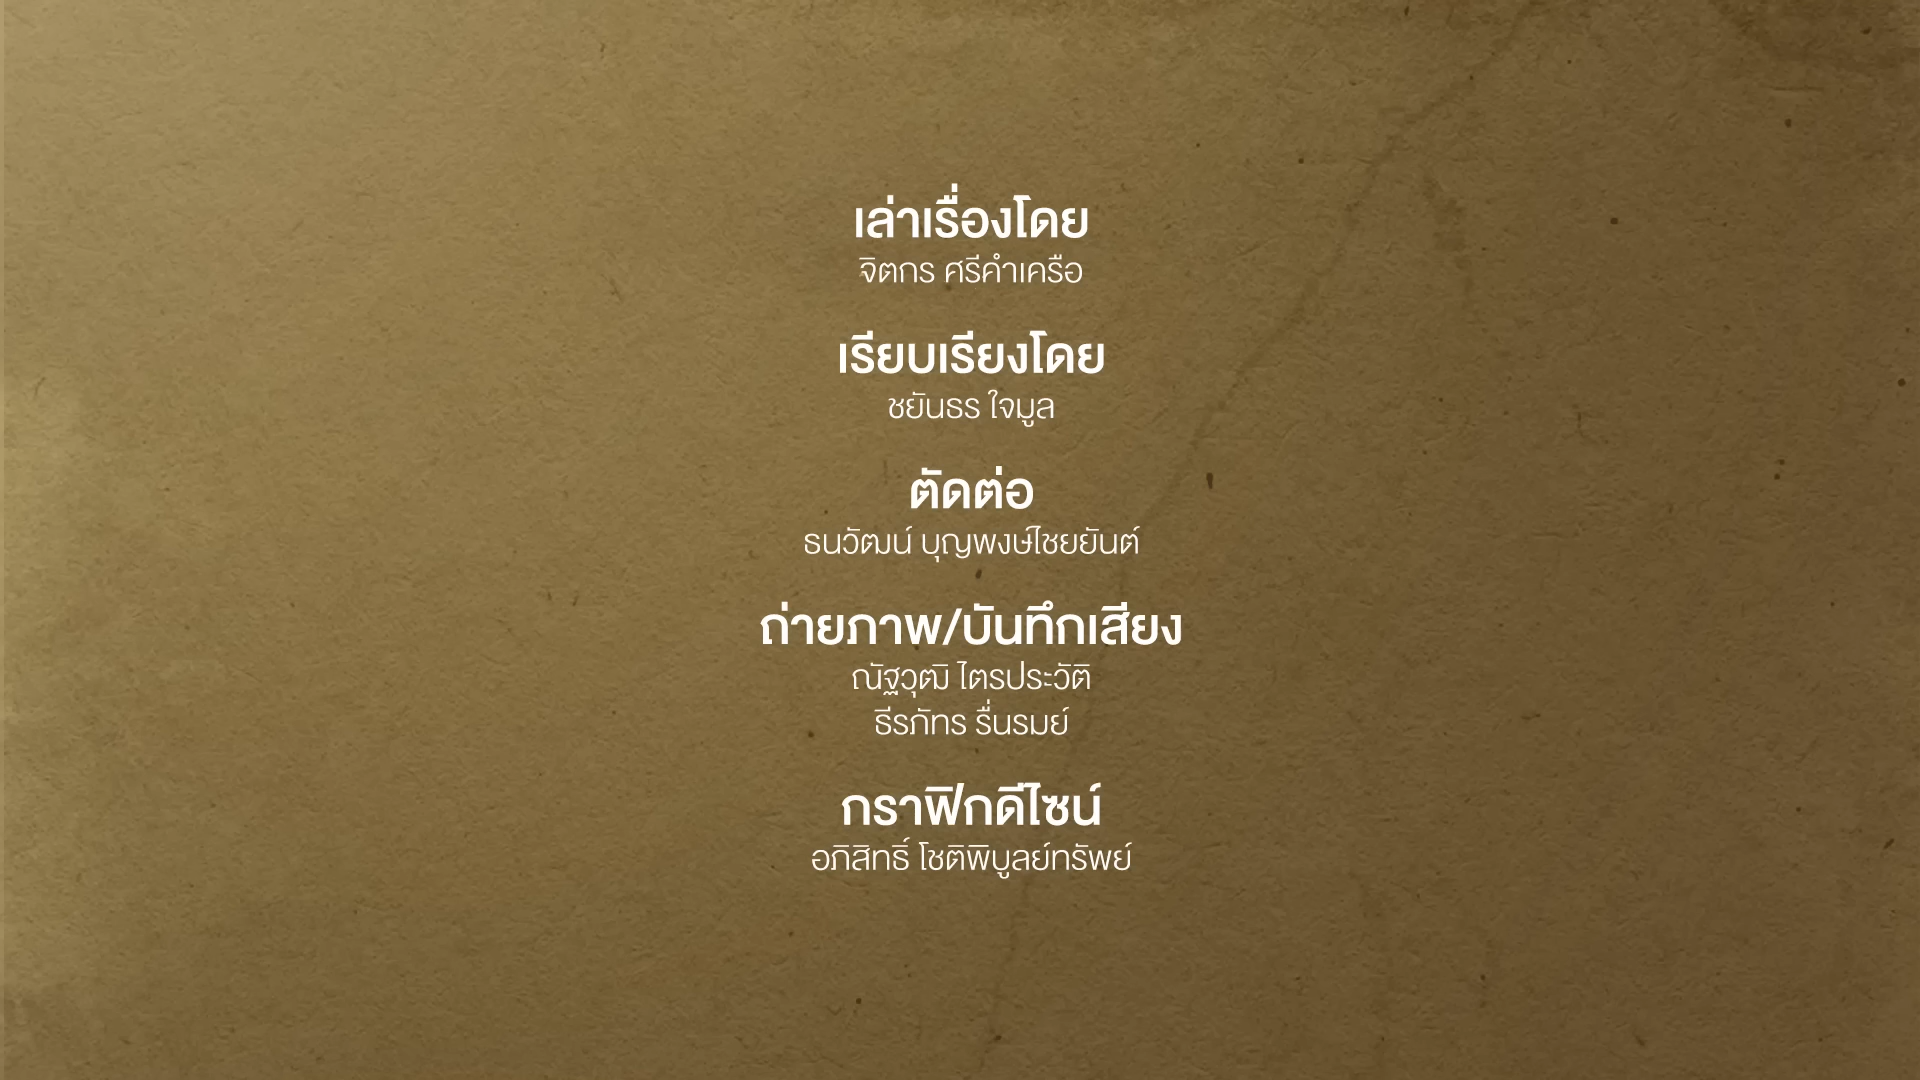 เล่าเรื่องโดย
จิตกร ศรีคำเครือ
เรียบเรียงโดย
ชยันธร ใจมูล
ตัดต่อ
ธนวัฒน์ บุญพงษ์ไชยยันต์
ถ่ายภาพ/บันทึกเสียง
ณัฐวุฒิ ไตรประวัติ
ธีรภัทร รื่นรมย์
กราฟิกดีไซน์
อภิสิทธิ์ โชติพิบูลย์ทรัพย์